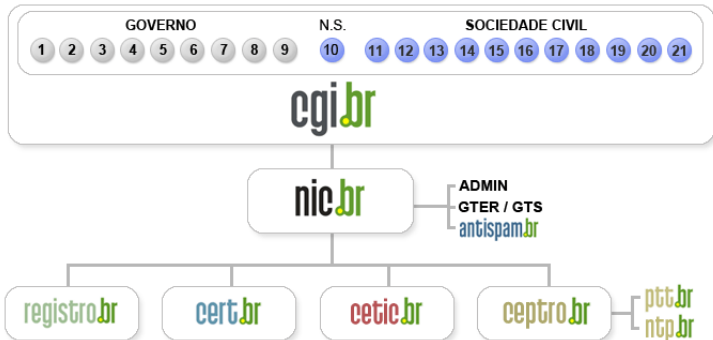 GOVERNO N.S. SOCIEDADE CIVIL
1 2 3 4 5 6 7 8 9 10 11 12 13 14 15 16 17 18 19 20 21
cgi.br
nic.br
ADMIN
GTER / GTS
antispam.br
registro.br cert.br cetic.br ceptro.br
ptt.br
ntp.br